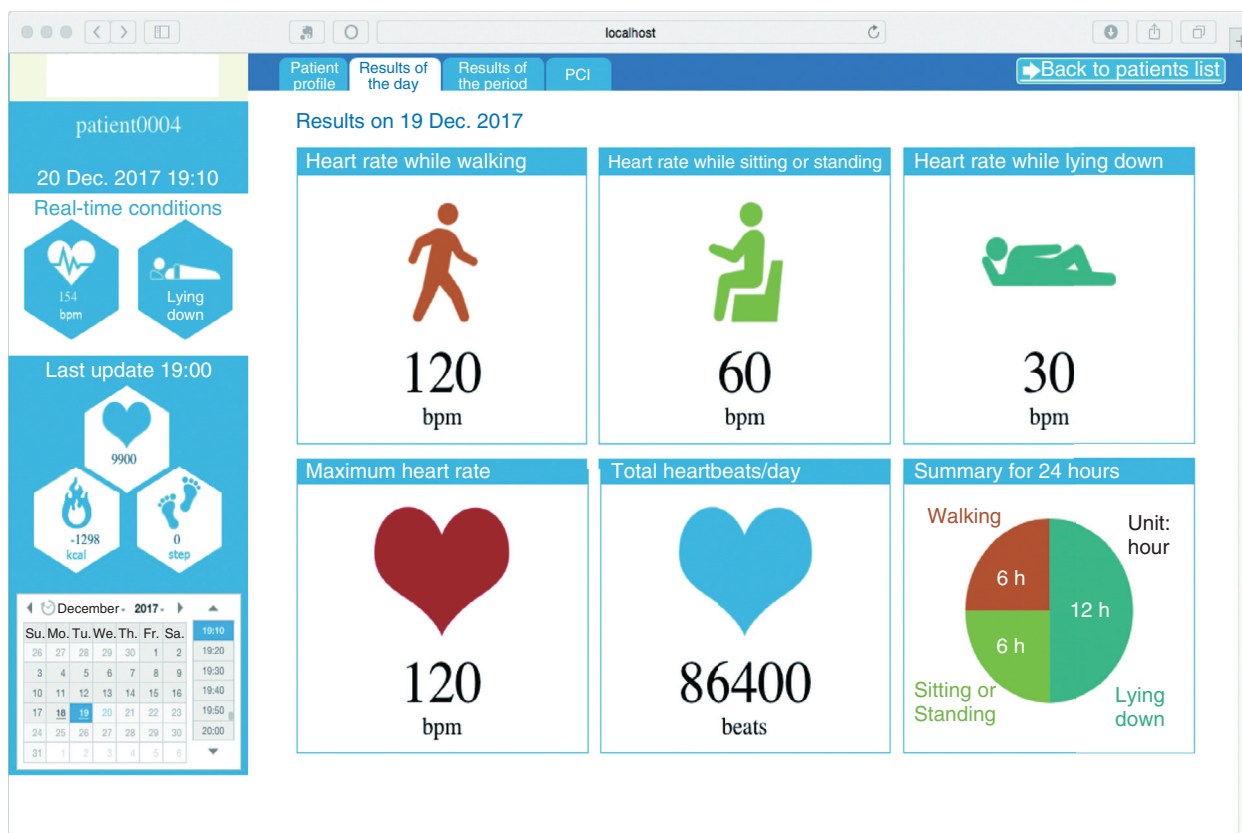 localhost
Patient
profile
Results of
the day
Results of
the period
PCI
Back to patients list
patient0004
20 Dec. 2017 19:10
Real-time conditions
154
bpm
Lying
down
Last update 19:00
9900
-1298
kcal
0
step
December 2017
Su. Mo. Tu. We. Th. Fr. Sa.
26 27 28 29 30 1 2
3 4 5 6 7 8 9
10 11 12 13 14 15 16
17 18 19 20 21 22 23
24 25 26 27 28 29 30
31 1 2 3 4 5 6
19:10
19:20
19:30
19:40
19:50
20:00
Results on 19 Dec. 2017
Heart rate while walking
120
bpm
Heart rate while sitting or standing
60
bpm
Heart rate while lying down
30
bpm
Maximum heart rate
120
bpm
Total heartbeats/day
86400
beats
Summary for 24 hours
Walking
Unit:
hour
6 h
12 h
6 h
Sitting or
Standing
Lying
down